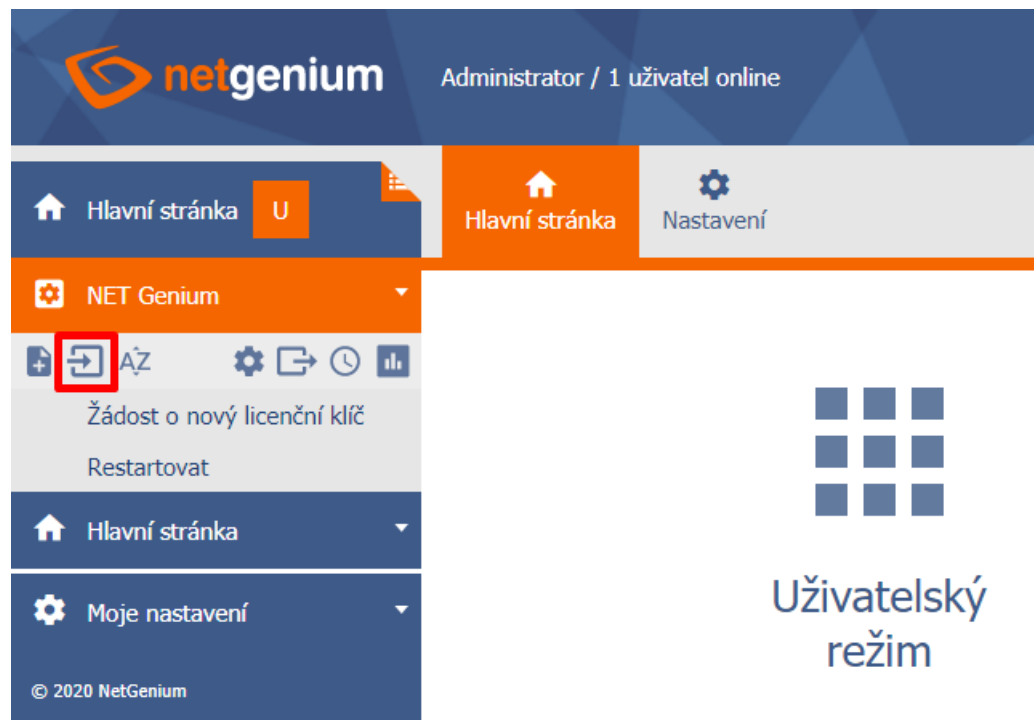 netgenium
Administrator / 1 uživatel online
Hlavní stránka U
Hlavní stránka
Nastavení
NET Genium
AZ
Žádost o nový licenční klíč
Restartovat
Hlavní stránka
Moje nastavení
© 2020 NetGenium
Uživatelský
režim